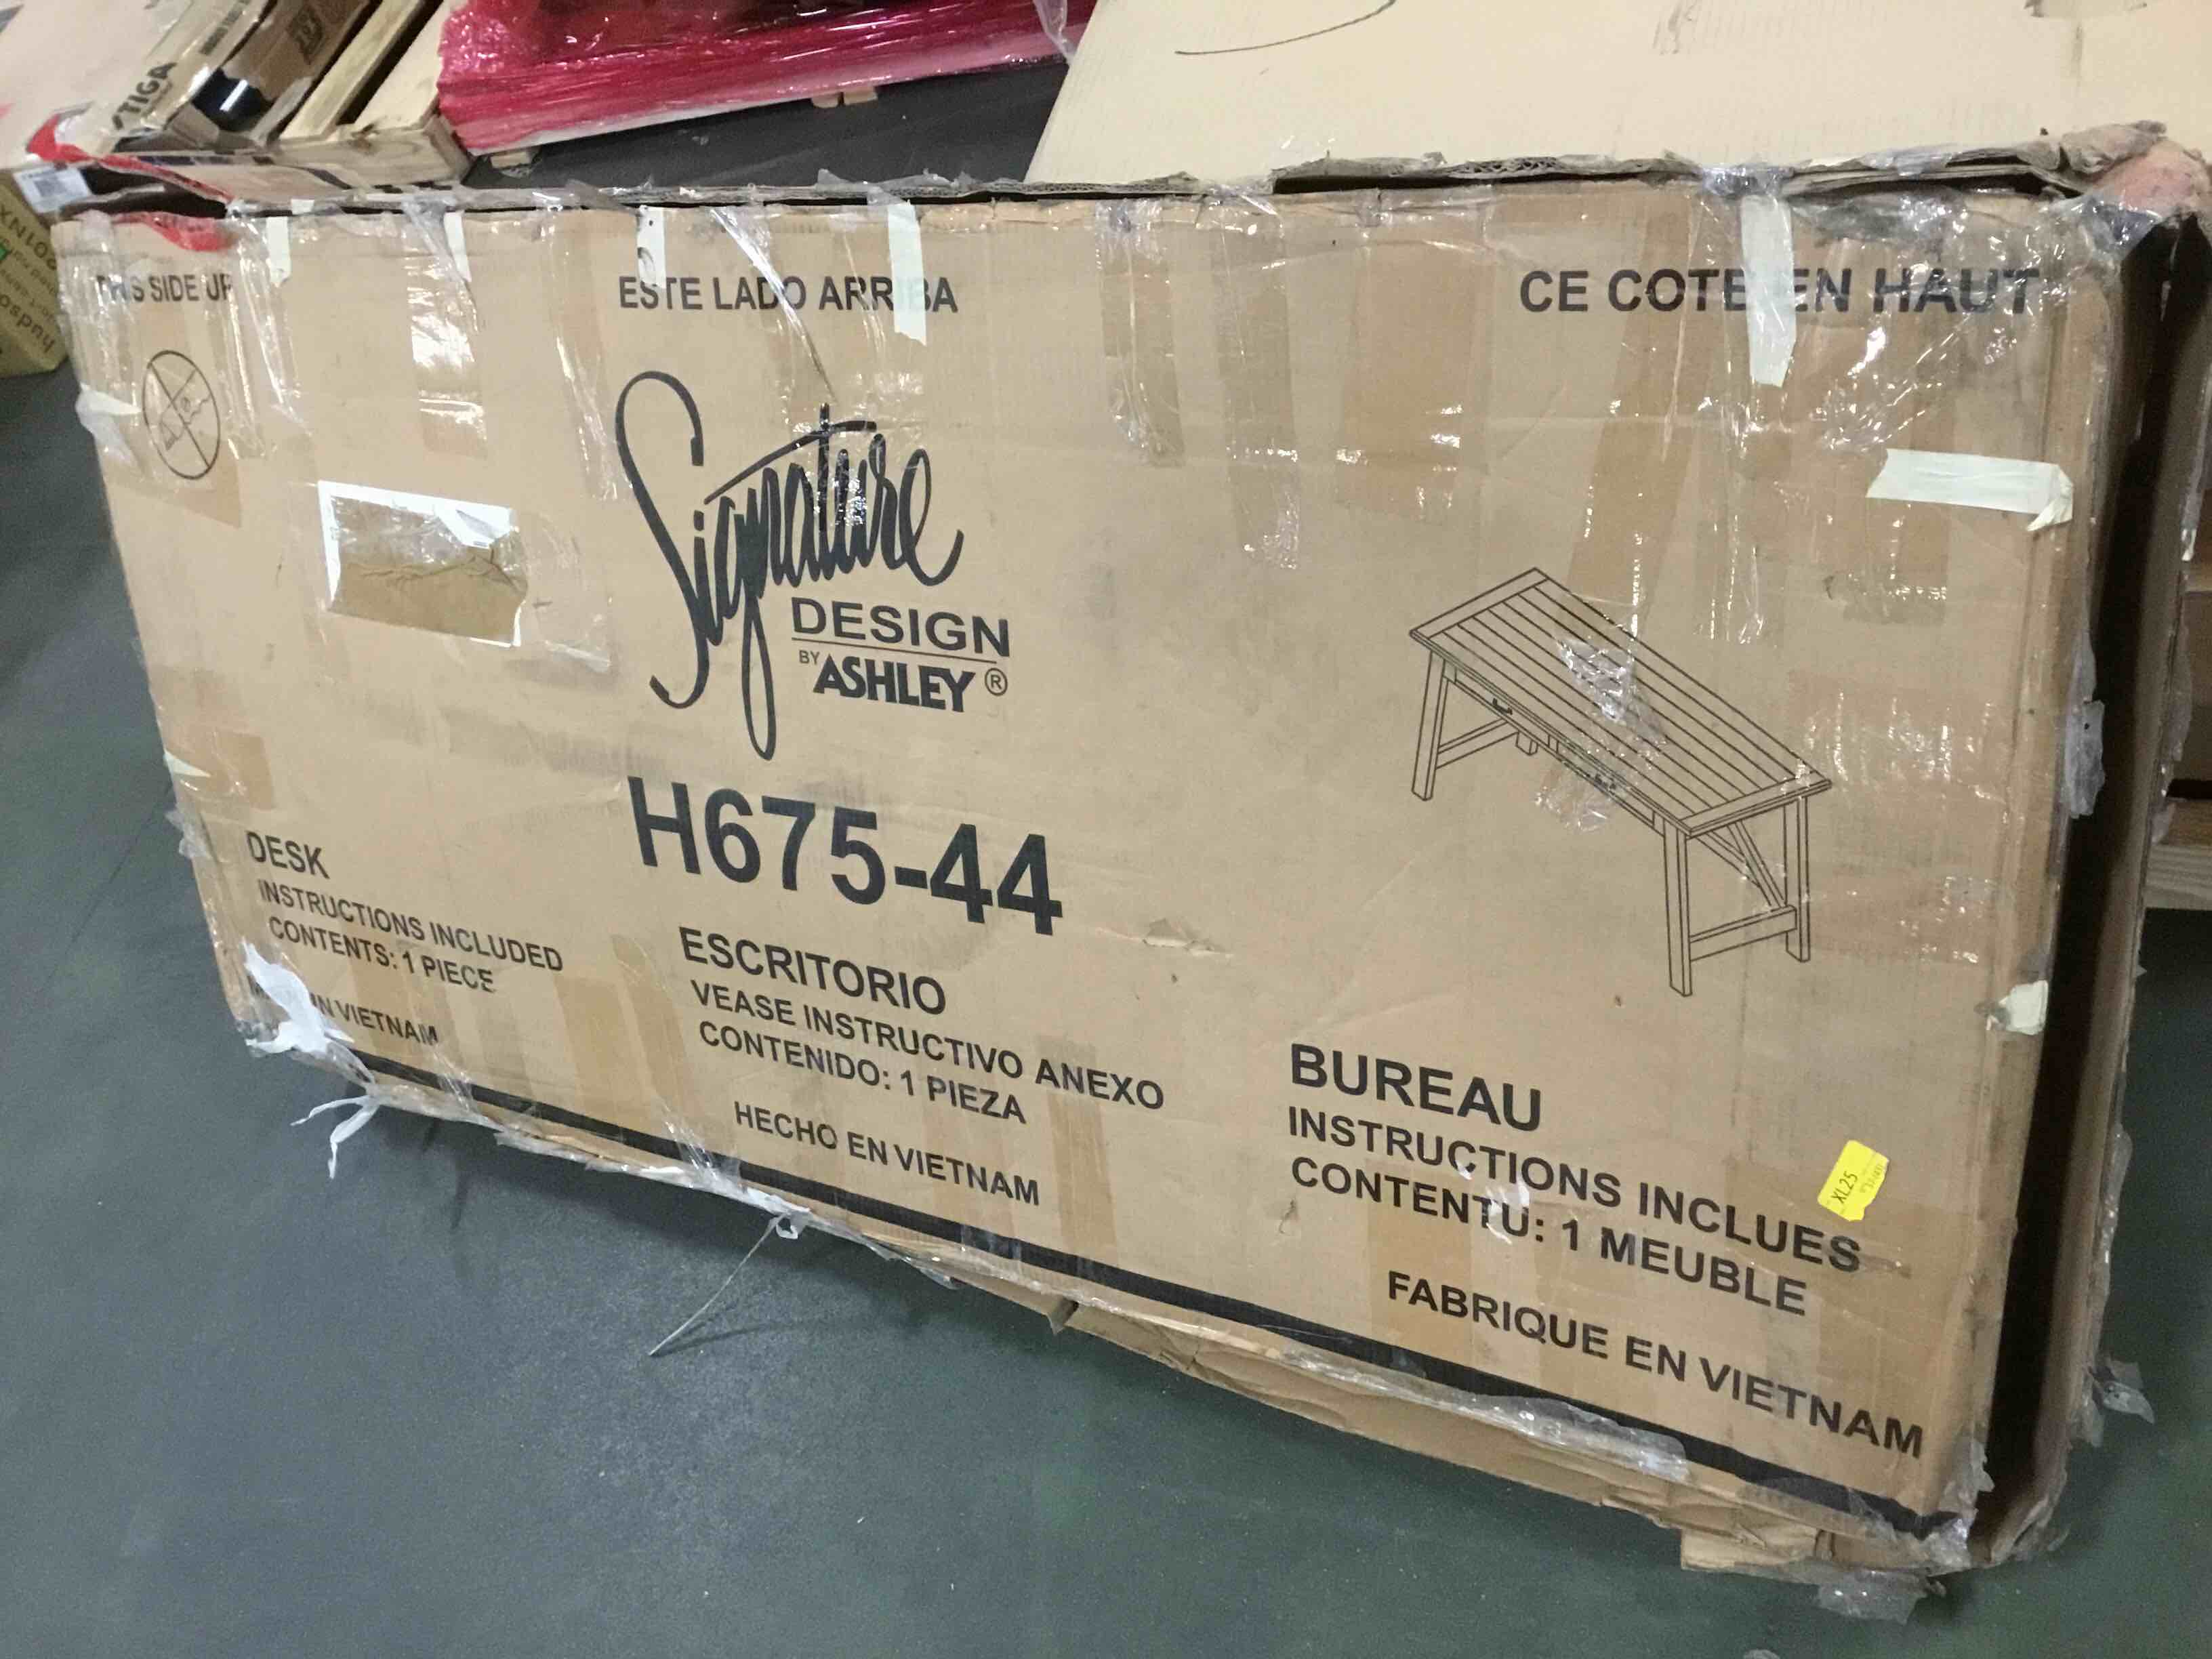 STIGA
THIS SIDE UP
ESTE LADO ARRIBA
CE COTE EN HAUT
Signature
DESIGN
BY ASHLEY ®
H675-44
DESK
INSTRUCTIONS INCLUDED
CONTENTS: 1 PIECE
IN VIETNAM
ESCRITORIO
VEASE INSTRUCTIVO ANEXO
CONTENIDO: 1 PIEZA
HECHO EN VIETNAM
BUREAU
INSTRUCTIONS INCLUES
CONTENTU: 1 MEUBLE
FABRIQUE EN VIETNAM
XL25